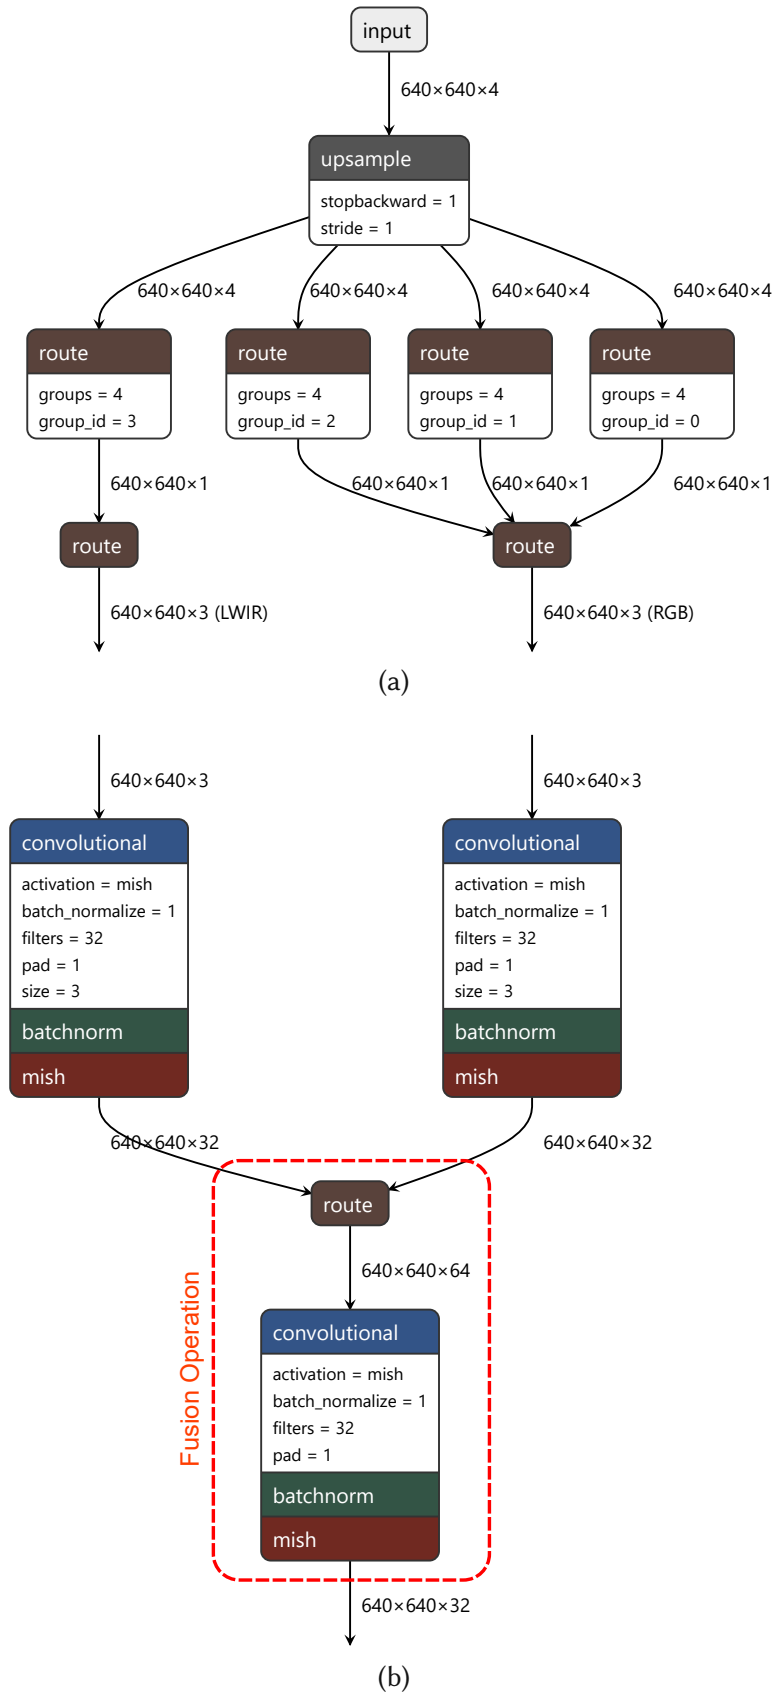 input
640×640×4
upsample
stopbackward = 1
stride = 1
640×640×4
640×640×4
640×640×4
640×640×4
route
groups = 4
group_id = 3
route
groups = 4
group_id = 2
route
groups = 4
group_id = 1
route
groups = 4
group_id = 0
640×640×1
640×640×1
640×640×1
640×640×1
route
route
640×640×3 (LWIR)
640×640×3 (RGB)
(a)
640×640×3
640×640×3
convolutional
activation = mish
batch_normalize = 1
filters = 32
pad = 1
size = 3
batchnorm
mish
convolutional
activation = mish
batch_normalize = 1
filters = 32
pad = 1
size = 3
batchnorm
mish
640×640×32
640×640×32
Fusion Operation
route
640×640×64
convolutional
activation = mish
batch_normalize = 1
filters = 32
pad = 1
batchnorm
mish
640×640×32
(b)